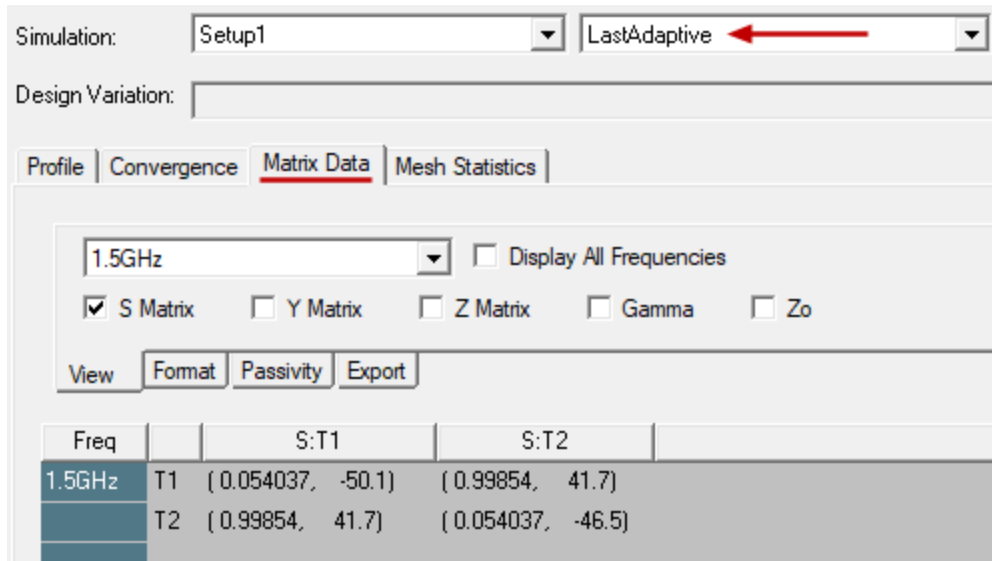 Simulation: Setup1 LastAdaptive
Design Variation:
Profile Convergence Matrix Data Mesh Statistics
1.5GHz Display All Frequencies
S Matrix Y Matrix Z Matrix Gamma Zo
View Format Passivity Export
Freq S:T1 S:T2
1.5GHz T1 ( 0.054037, -50.1) ( 0.99854, 41.7)
T2 ( 0.99854, 41.7) ( 0.054037, -46.5)